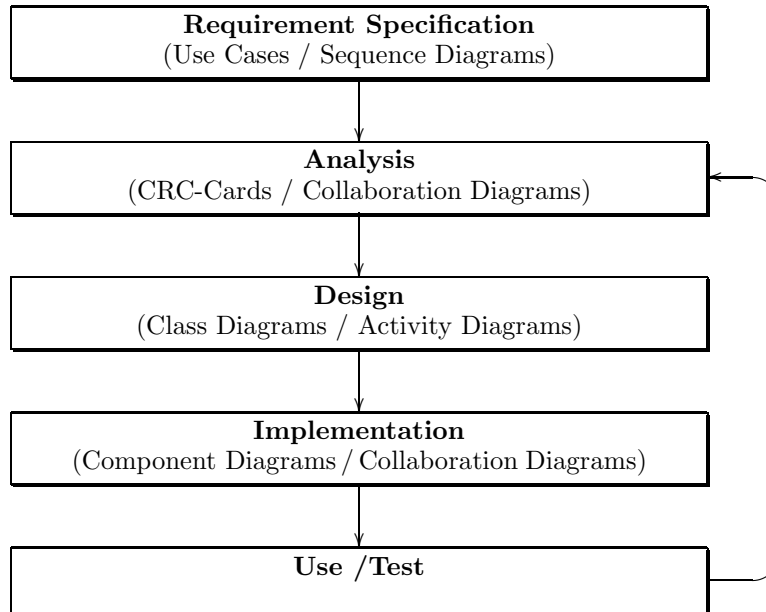 Requirement Specification
(Use Cases / Sequence Diagrams)
Analysis
(CRC-Cards / Collaboration Diagrams)
Design
(Class Diagrams / Activity Diagrams)
Implementation
(Component Diagrams / Collaboration Diagrams)
Use /Test